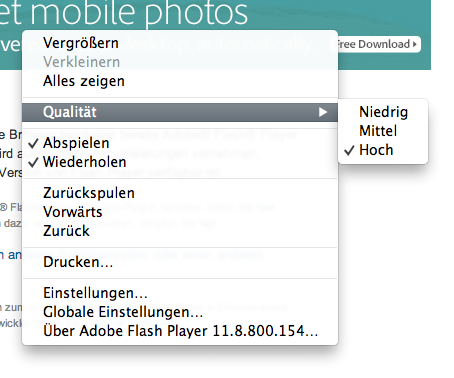 et mobile photos
Free Download
Vergrößern
Verkleinern
Alles zeigen
Qualität
Niedrig
Mittel
Hoch
Abspielen
Wiederholen
Zurückspulen
Vorwärts
Zurück
Drucken...
Einstellungen...
Globale Einstellungen...
Über Adobe Flash Player 11.8.800.154...